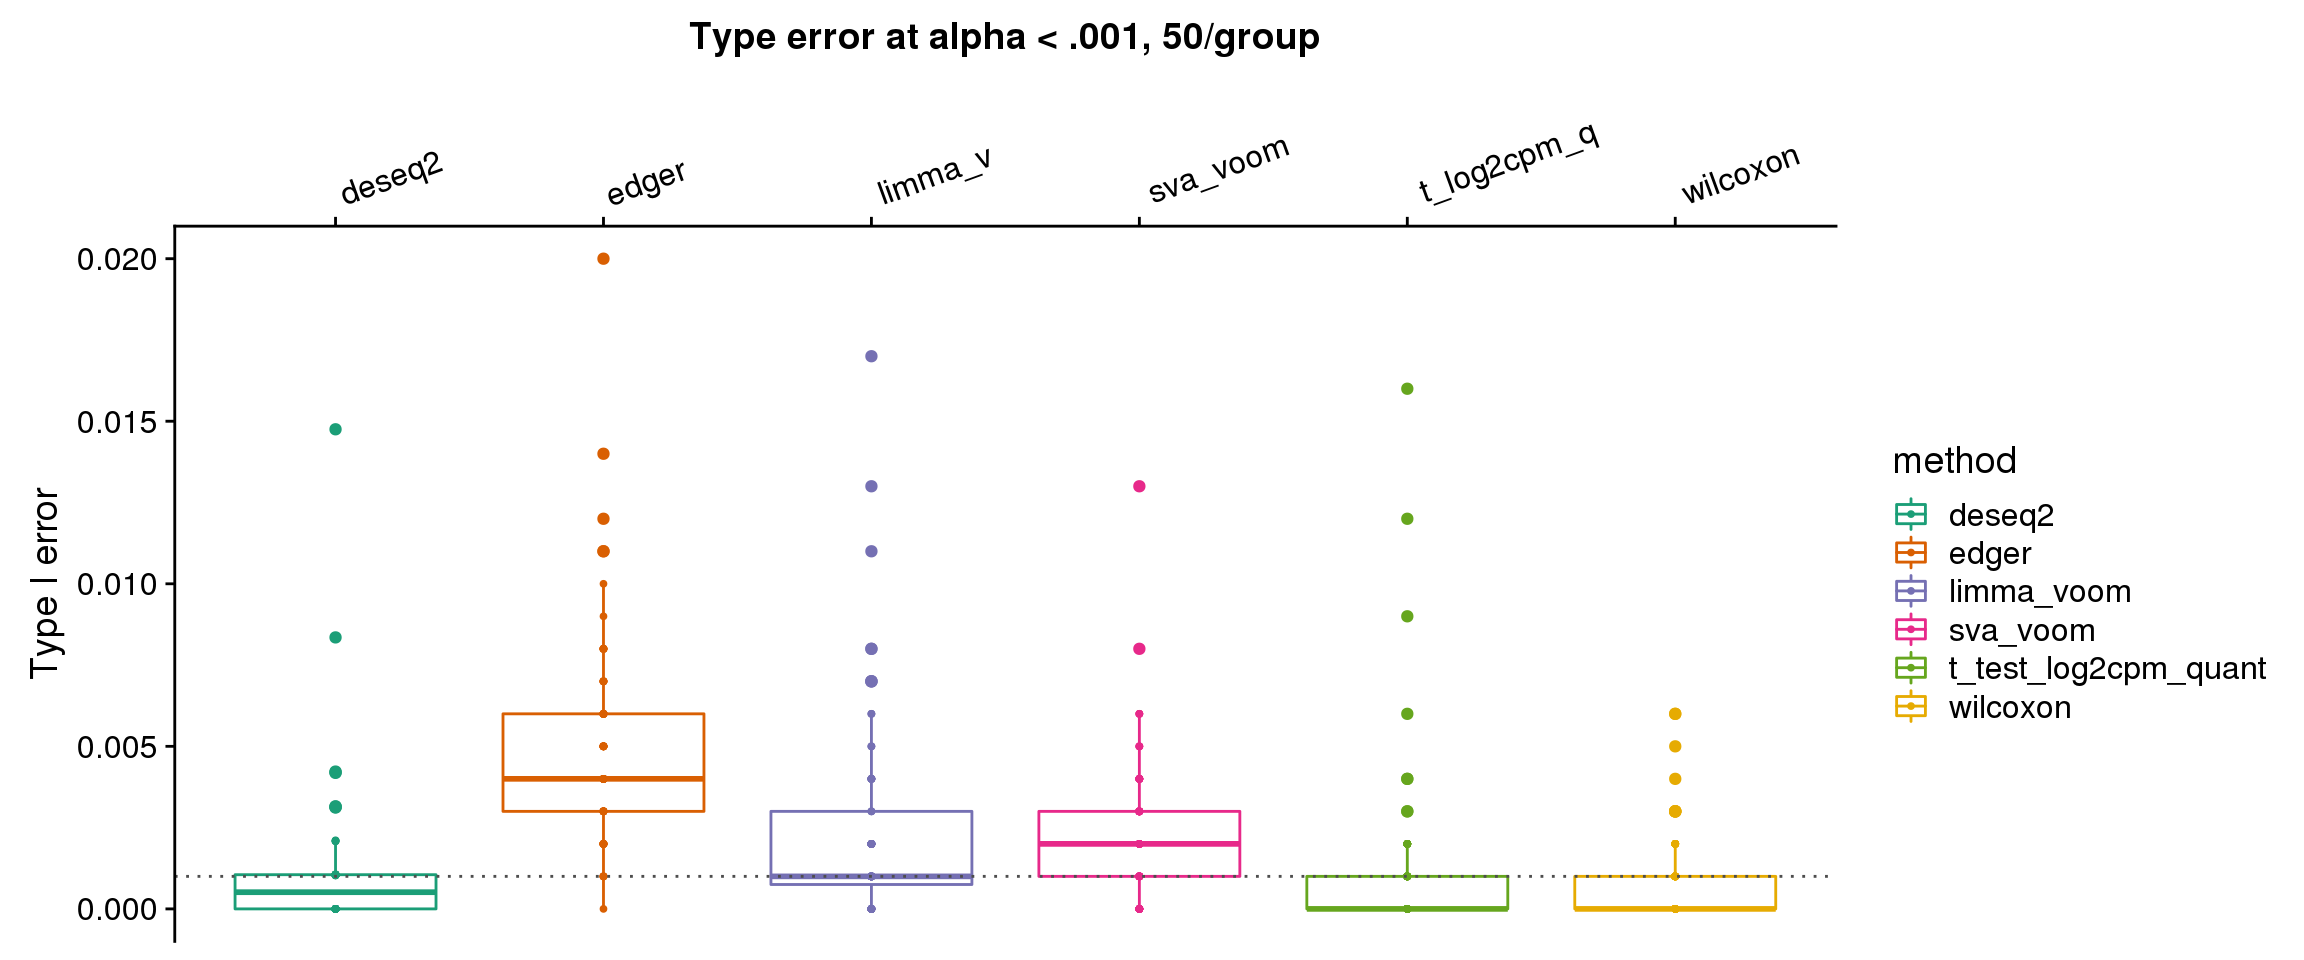 Type error at alpha < .001, 50/group
deseq2
edger
limma_v
sva_voom
t_log2cpm_q
wilcoxon
0.020
0.015
0.010
0.005
0.000
Type I error
method
deseq2
edger
limma_voom
sva_voom
t_test_log2cpm_quant
wilcoxon